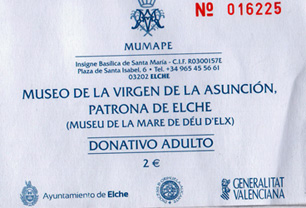 Nº 016225
MUMAPE
Insigne Basílica de Santa María - C.I.F. R0300157E
Plaza de Santa Isabel, 6 - Tel. +34 965 45 56 61
03202 ELCHE
MUSEO DE LA VIRGEN DE LA ASUNCIÓN,
PATRONA DE ELCHE
(MUSEU DE LA MARE DE DÉU D'ELX)
DONATIVO ADULTO
2 €
Ayuntamiento de Elche
GENERALITAT
VALENCIANA